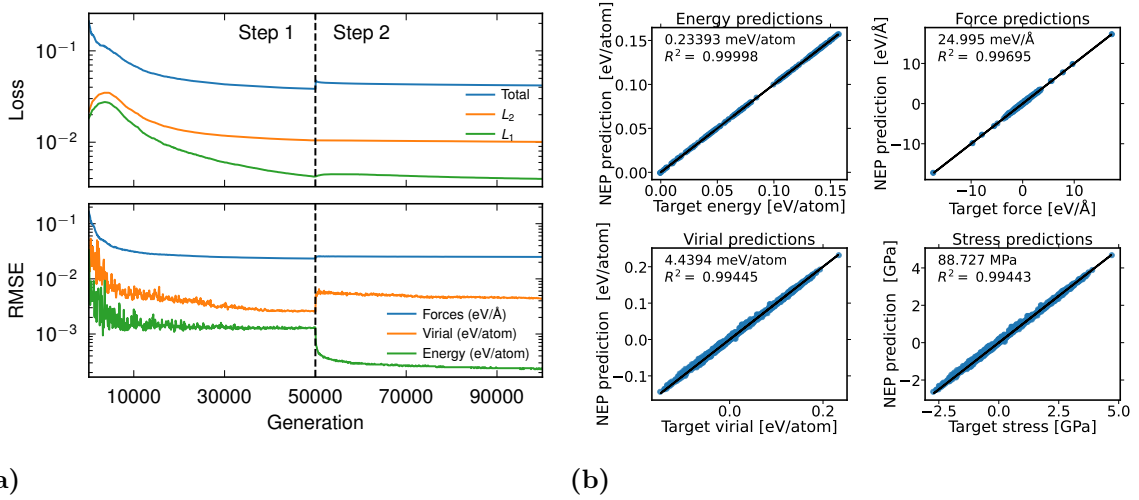 Step 1 Step 2
10⁻¹
10⁻²
Loss
Total
L₂
L₁
10⁻¹
10⁻²
10⁻³
RMSE
Forces (eV/Å)
Virial (eV/atom)
Energy (eV/atom)
10000 30000 50000 70000 90000
Generation
a)
Energy predictions
0.23393 meV/atom
R² = 0.99998
0.15
0.10
0.05
0.00
NEP prediction [eV/atom]
0.00 0.05 0.10 0.15
Target energy [eV/atom]
Force predictions
24.995 meV/Å
R² = 0.99695
10
0
−10
NEP prediction [eV/Å]
−10 0 10
Target force [eV/Å]
Virial predictions
4.4394 meV/atom
R² = 0.99445
0.2
0.1
0.0
−0.1
NEP prediction [eV/atom]
0.0 0.2
Target virial [eV/atom]
Stress predictions
88.727 MPa
R² = 0.99443
4
2
0
−2
NEP prediction [GPa]
−2.5 0.0 2.5 5.0
Target stress [GPa]
(b)